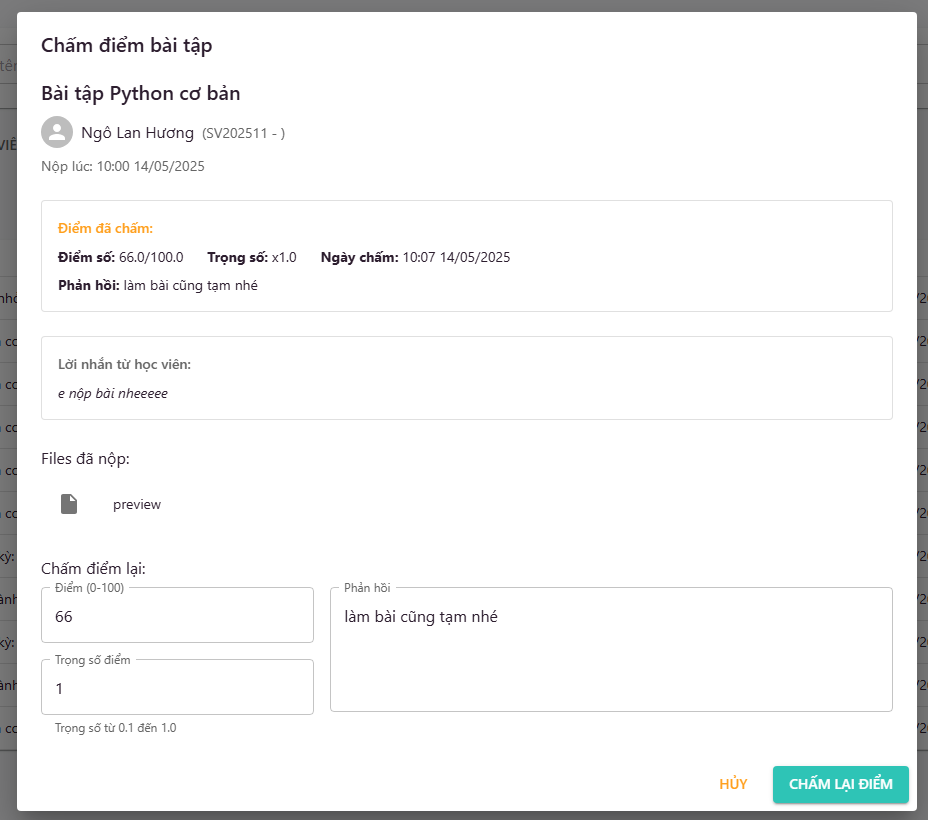 Chấm điểm bài tập
Bài tập Python cơ bản
Ngô Lan Hương (SV202511 - )
Nộp lúc: 10:00 14/05/2025
Điểm đã chấm:
Điểm số: 66.0/100.0 Trọng số: x1.0 Ngày chấm: 10:07 14/05/2025
Phản hồi: làm bài cũng tạm nhé
Lời nhắn từ học viên:
e nộp bài nheeeee
Files đã nộp:
preview
Chấm điểm lại:
Điểm (0-100)
66
Phản hồi
làm bài cũng tạm nhé
Trọng số điểm
1
Trọng số từ 0.1 đến 1.0
HỦY
CHẤM LẠI ĐIỂM